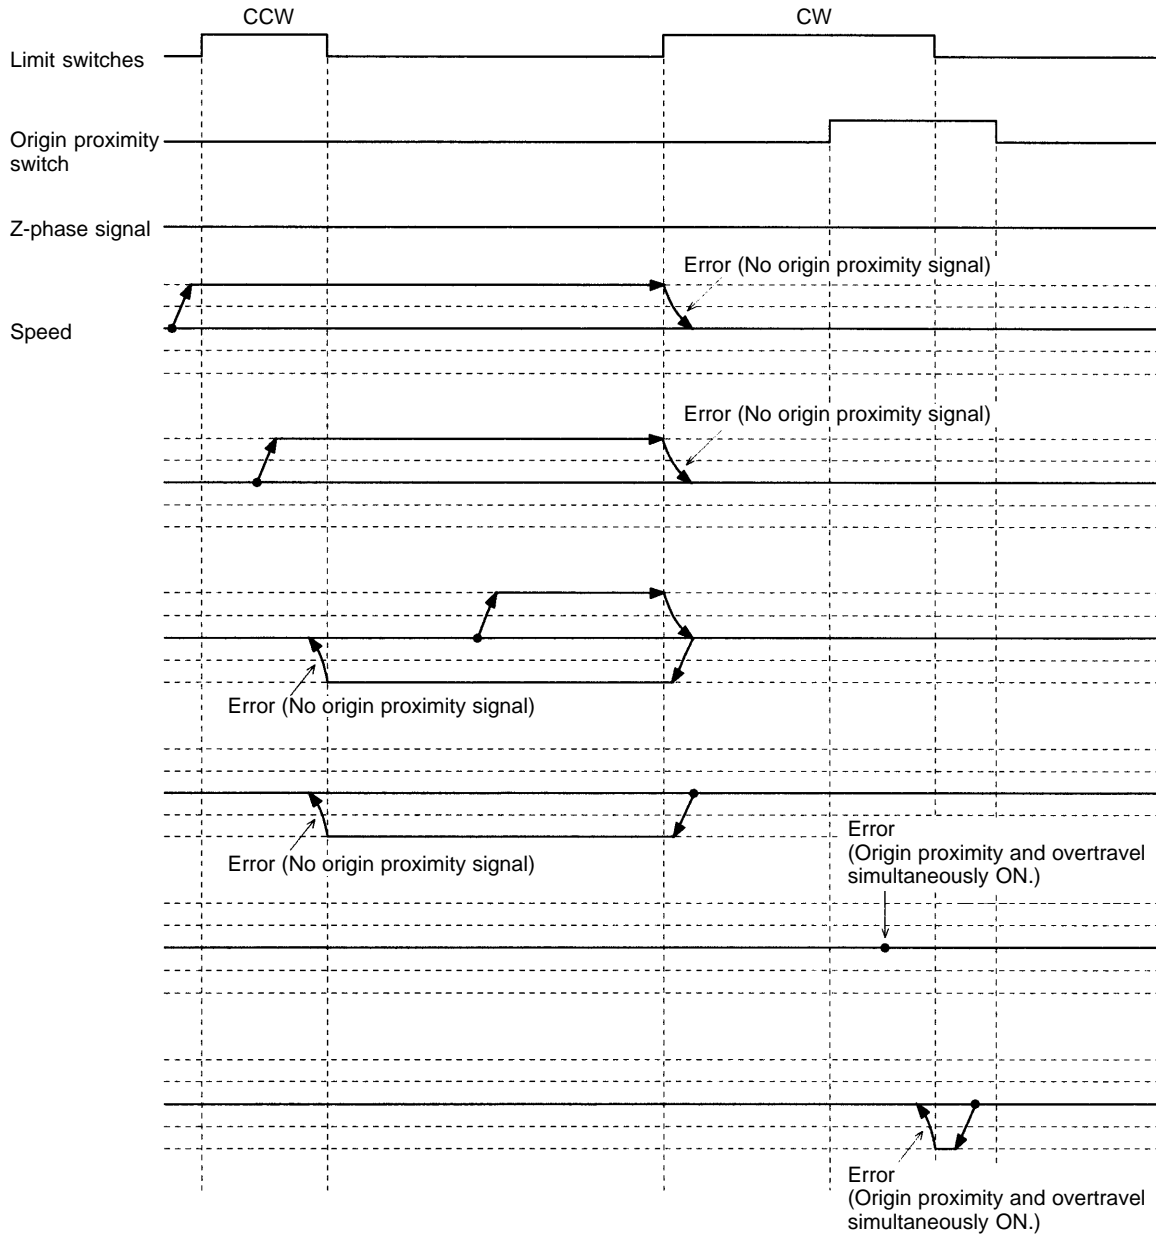 CCW
CW
Limit switches
Origin proximity
switch
Z-phase signal
Error (No origin proximity signal)
Speed
Error (No origin proximity signal)
Error (No origin proximity signal)
Error (No origin proximity signal)
Error
(Origin proximity and overtravel
simultaneously ON.)
Error
(Origin proximity and overtravel
simultaneously ON.)